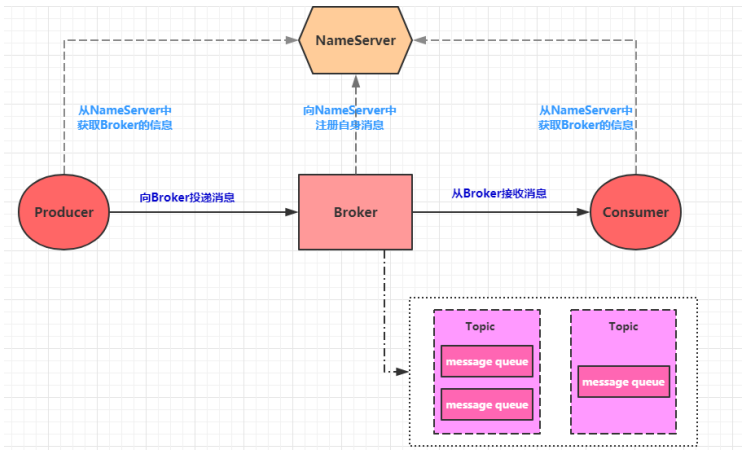 NameServer
从NameServer中
获取Broker的信息
向NameServer中
注册自身消息
从NameServer中
获取Broker的信息
Producer
向Broker投递消息
Broker
从Broker接收消息
Consumer
Topic
message queue
message queue
Topic
message queue